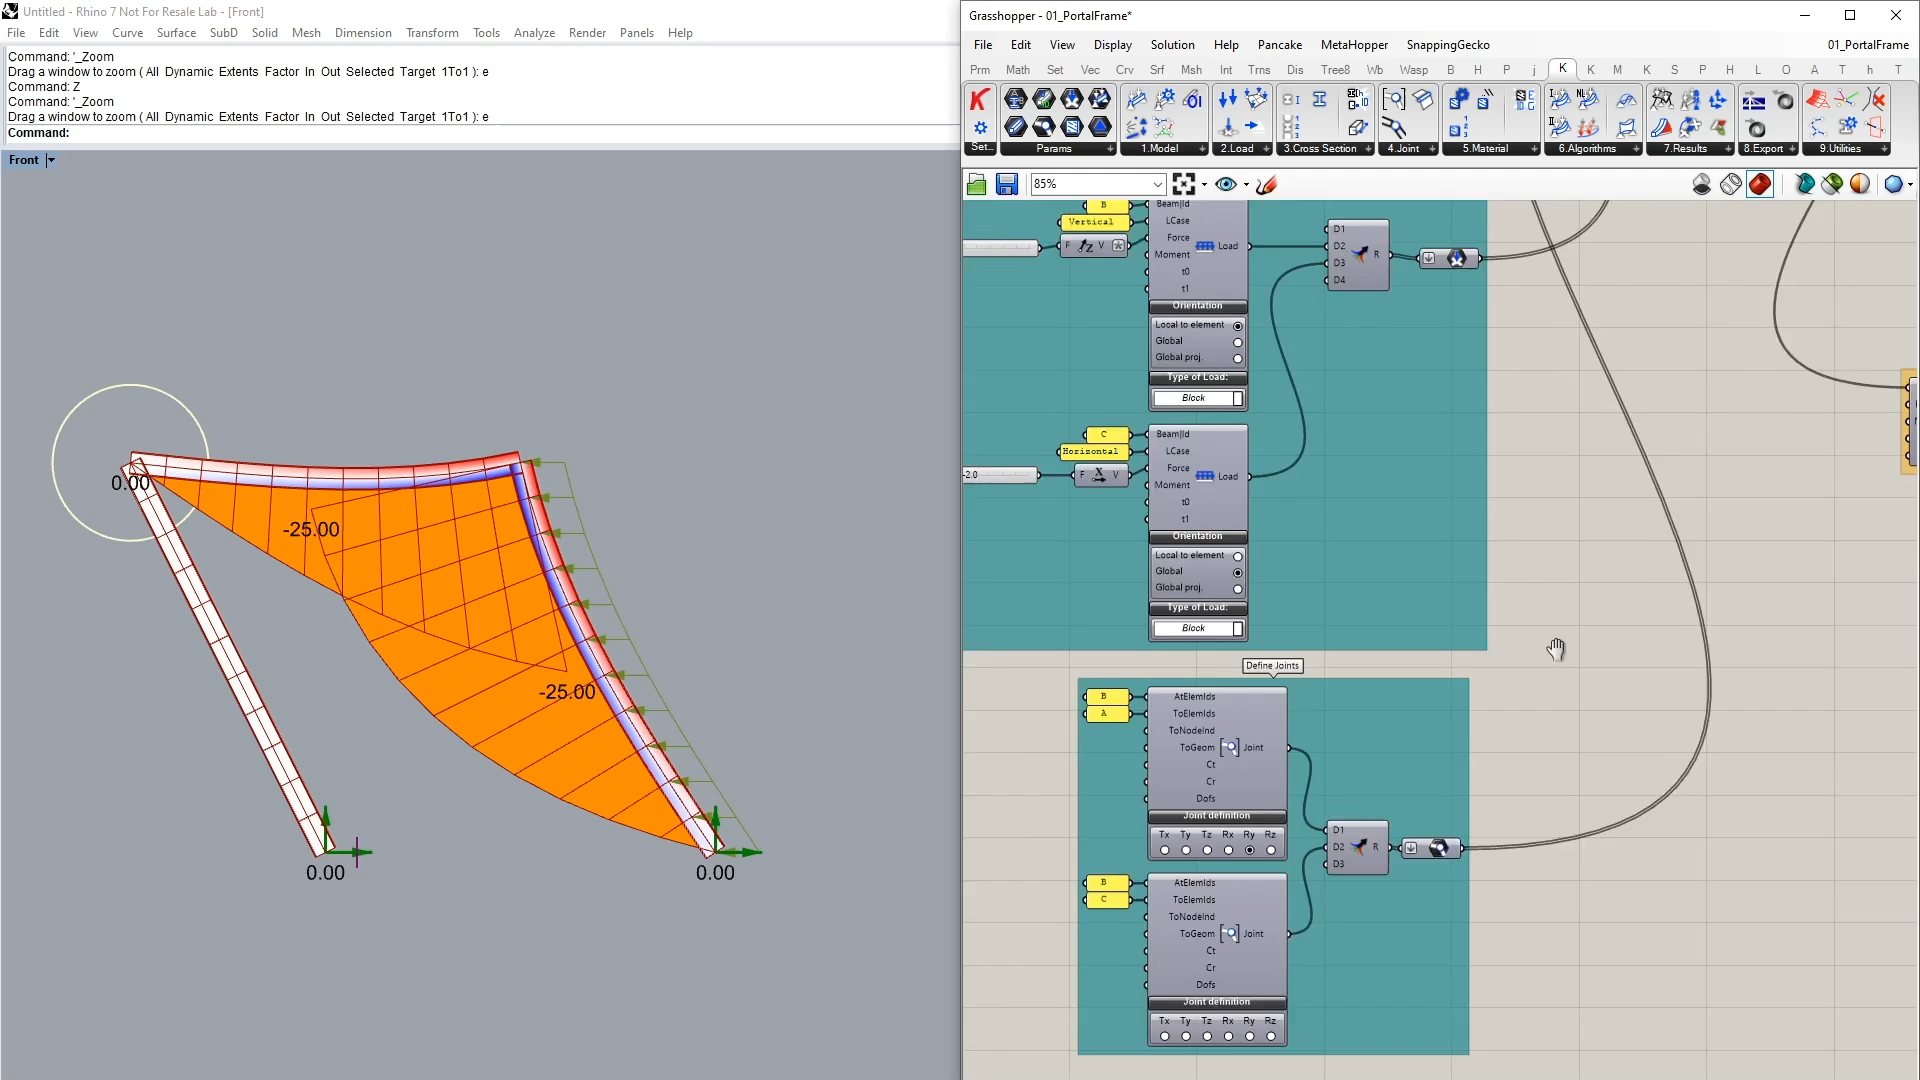 Untitled - Rhino 7 Not For Resale Lab - [Front]
File Edit View Curve Surface SubD Solid Mesh Dimension Transform Tools Analyze Render Panels Help
Command: '_Zoom
Drag a window to zoom ( All Dynamic Extents Factor In Out Selected Target 1To1 ): e
Command: Z
Command: '_Zoom
Drag a window to zoom ( All Dynamic Extents Factor In Out Selected Target 1To1 ): e
Command:
Front
0.00
-25.00
-25.00
0.00
0.00
Grasshopper - 01_PortalFrame*
File Edit View Display Solution Help Pancake MetaHopper SnappingGecko 01_PortalFrame
Prm Math Set Vec Crv Srf Msh Int Trns Dis Tree8 Wb Wasp B H P j K K M K S P H L O A T h T
Set... Params 1.Model 2.Load 3.Cross Section 4.Joint 5.Material 6.Algorithms 7.Results 8.Export 9.Utilities
85%
B
Vertical
F Z V
Beam|Id
LCase
Force
Moment
t0
t1
Load
Orientation
Local to element
Global
Global proj.
Type of Load:
Block
D1
D2
D3
D4
R
C
Horizontal
-2.0
F X V
Beam|Id
LCase
Force
Moment
t0
t1
Load
Orientation
Local to element
Global
Global proj.
Type of Load:
Block
Define Joints
B
A
AtElemIds
ToElemIds
ToNodeInd
ToGeom
Ct
Cr
Dofs
Joint
Joint definition
Tx Ty Tz Rx Ry Rz
D1
D2
D3
R
B
C
AtElemIds
ToElemIds
ToNodeInd
ToGeom
Ct
Cr
Dofs
Joint
Joint definition
Tx Ty Tz Rx Ry Rz